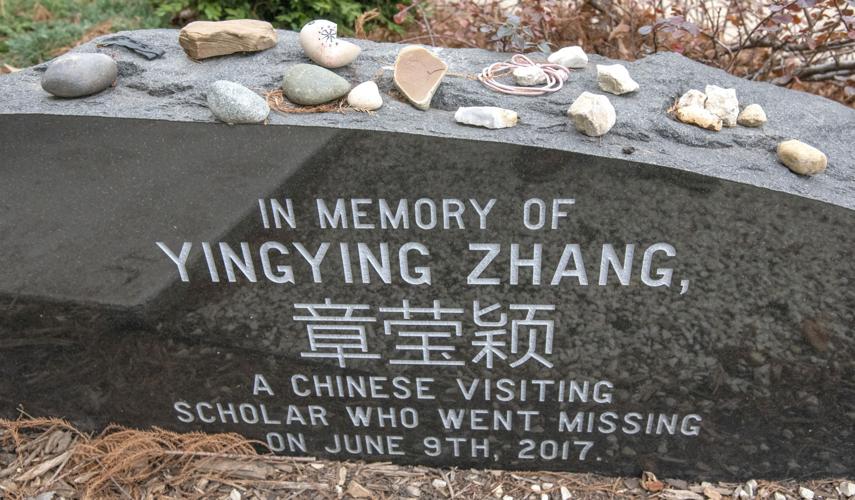 IN MEMORY OF
YINGYING ZHANG,
章莹颖
A CHINESE VISITING
SCHOLAR WHO WENT MISSING
ON JUNE 9TH, 2017.